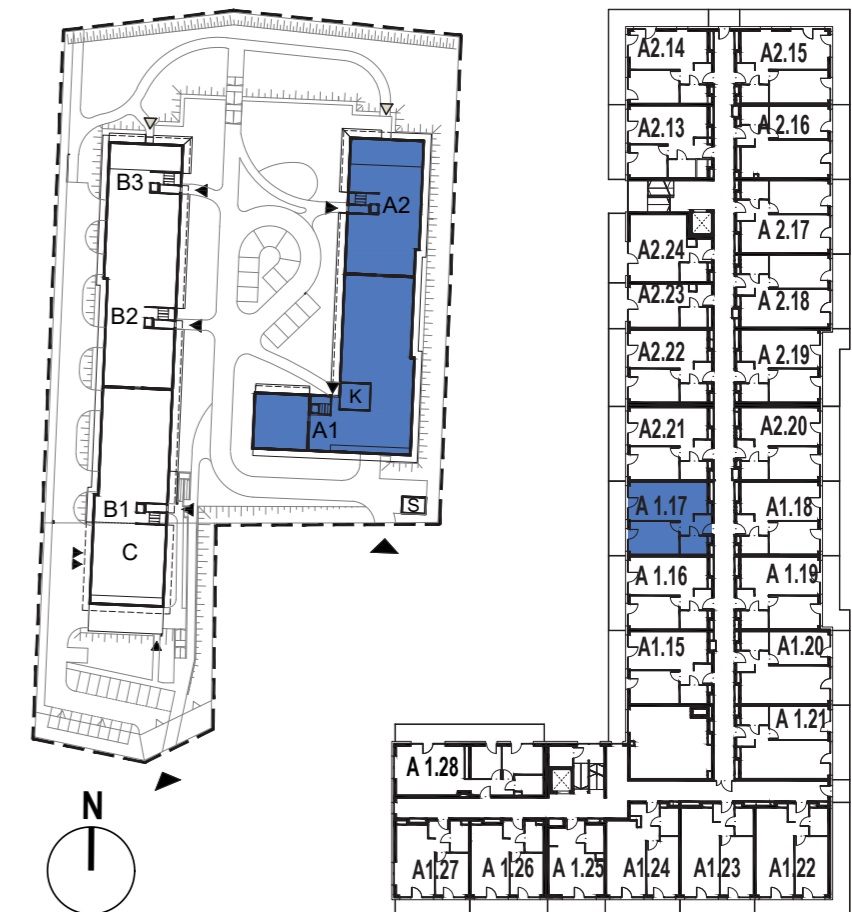 B3
A2
B2
K
A1
B1
S
C
N
A2.14
A2.15
A2.13
A 2.16
A 2.17
A2.24
A2.23
A 2.18
A2.22
A 2.19
A2.21
A2.20
A 1.17
A1.18
A 1.16
A 1.19
A1.15
A1.20
A 1.21
A 1.28
A1.27
A 1.26
A 1.25
A1.24
A1.23
A1.22